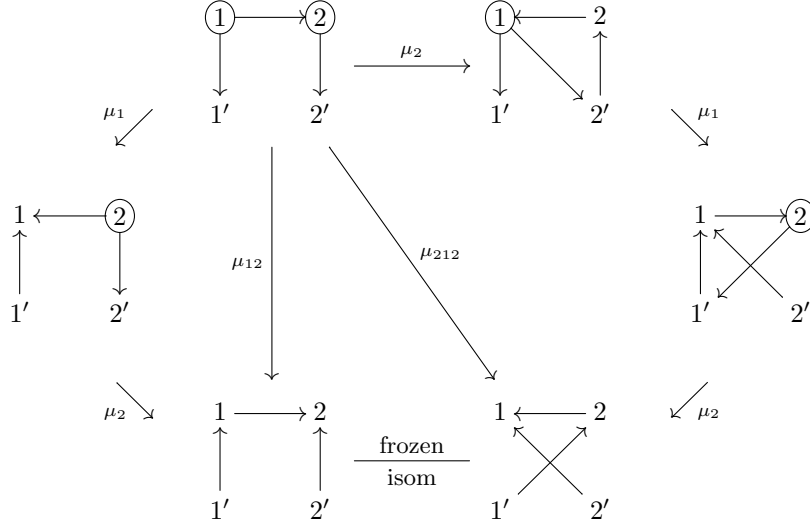 1 2 1 2
μ₂
1′ 2′ 1′ 2′
μ₁ μ₁
1 2 1 2
μ₁₂ μ₂₁₂
1′ 2′ 1′ 2′
μ₂ 1 2 1 2 μ₂
frozen
isom
1′ 2′ 1′ 2′